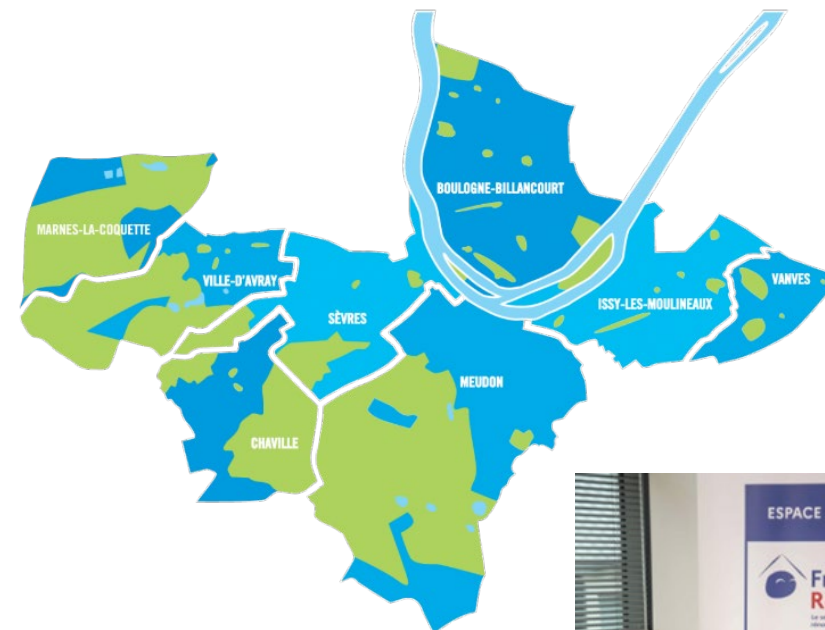 BOULOGNE-BILLANCOURT
MARNES-LA-COQUETTE
VILLE-D'AVRAY
VANVES
ISSY-LES-MOULINEAUX
SÈVRES
MEUDON
CHAVILLE
ESPACE